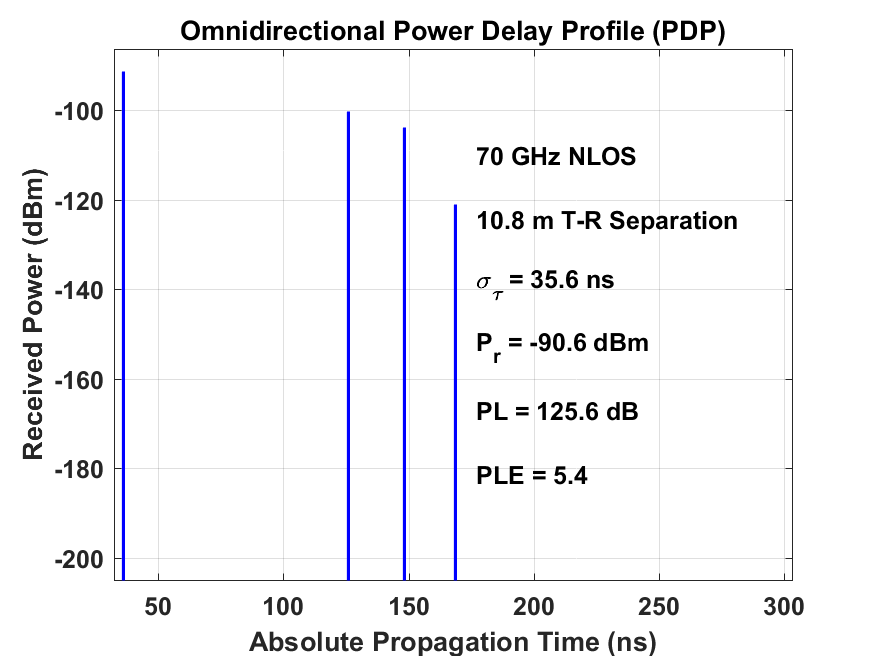 Omnidirectional Power Delay Profile (PDP)
Received Power (dBm)
-100
-120
-140
-160
-180
-200
70 GHz NLOS
10.8 m T-R Separation
σ_τ = 35.6 ns
P_r = -90.6 dBm
PL = 125.6 dB
PLE = 5.4
50 100 150 200 250 300
Absolute Propagation Time (ns)